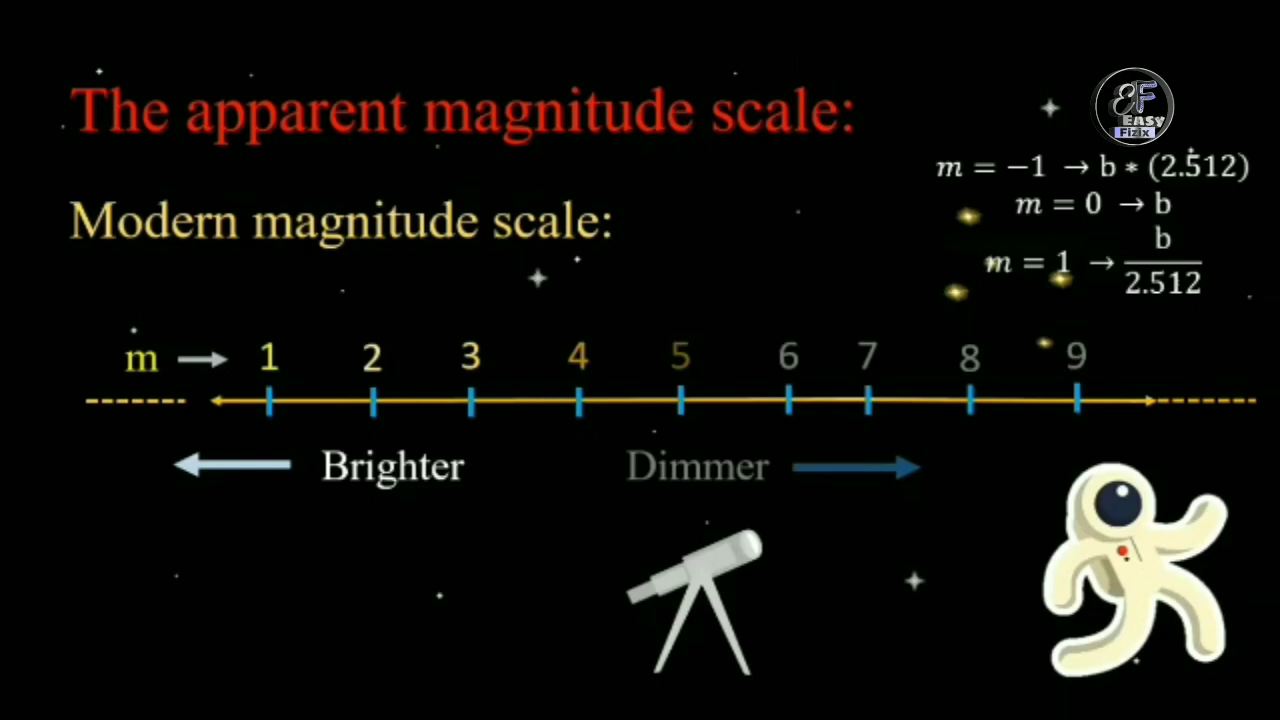 The apparent magnitude scale:
EF
EASY
Fizix
m = −1 → b ∗ (2.512)
m = 0 → b
m = 1 → b
2.512
Modern magnitude scale:
m → 1 2 3 4 5 6 7 8 9
Brighter Dimmer